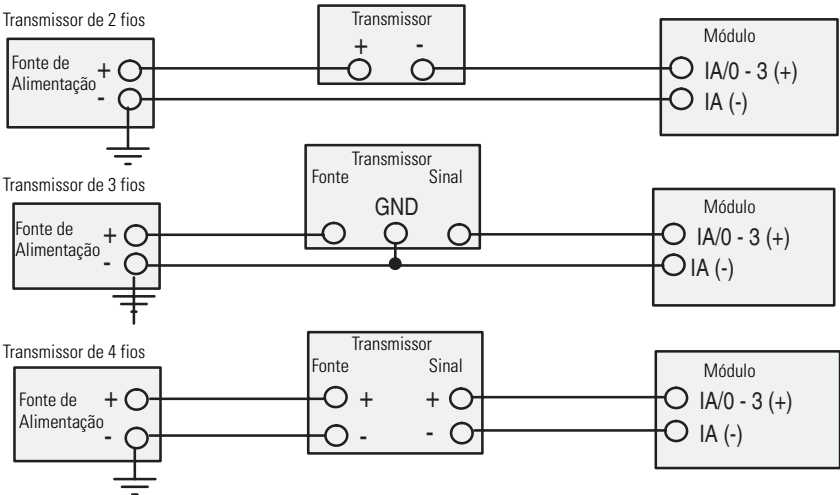 Transmissor de 2 fios
Fonte de
Alimentação
+
-
Transmissor
+ -
Módulo
IA/0 - 3 (+)
IA (-)
Transmissor de 3 fios
Fonte de
Alimentação
+
-
Transmissor
Fonte Sinal
GND
Módulo
IA/0 - 3 (+)
IA (-)
Transmissor de 4 fios
Fonte de
Alimentação
+
-
Transmissor
Fonte Sinal
+ +
- -
Módulo
IA/0 - 3 (+)
IA (-)